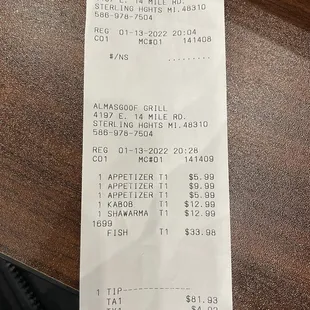 4197 E. 14 MILE RD.
STERLING HGHTS MI.48310
586-978-7504
REG 01-13-2022 20:04
C01 MC#01 141408
#/NS ........
ALMASGOOF GRILL
4197 E. 14 MILE RD.
STERLING HGHTS MI.48310
586-978-7504
REG 01-13-2022 20:28
C01 MC#01 141409
1 APPETIZER T1 $5.99
1 APPETIZER T1 $9.99
1 APPETIZER T1 $5.99
1 KABOB T1 $12.99
1 SHAWARMA T1 $12.99
1699
FISH T1 $33.98
1 TIP------------
TA1 $81.93